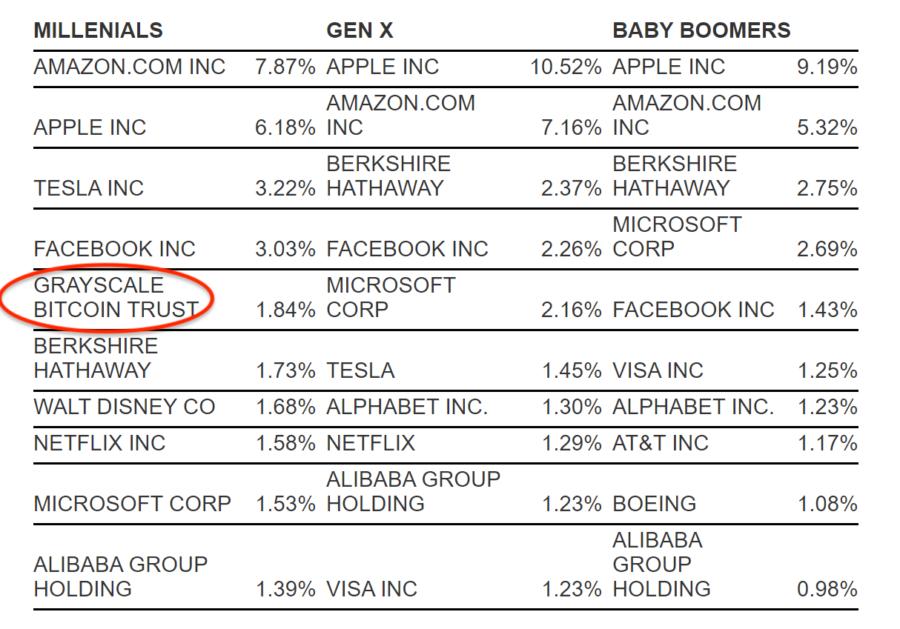 MILLENIALS GEN X BABY BOOMERS
AMAZON.COM INC 7.87% APPLE INC 10.52% APPLE INC 9.19%
AMAZON.COM AMAZON.COM
APPLE INC 6.18% INC 7.16% INC 5.32%
BERKSHIRE BERKSHIRE
TESLA INC 3.22% HATHAWAY 2.37% HATHAWAY 2.75%
MICROSOFT
FACEBOOK INC 3.03% FACEBOOK INC 2.26% CORP 2.69%
GRAYSCALE MICROSOFT
BITCOIN TRUST 1.84% CORP 2.16% FACEBOOK INC 1.43%
BERKSHIRE
HATHAWAY 1.73% TESLA 1.45% VISA INC 1.25%
WALT DISNEY CO 1.68% ALPHABET INC. 1.30% ALPHABET INC. 1.23%
NETFLIX INC 1.58% NETFLIX 1.29% AT&T INC 1.17%
ALIBABA GROUP
MICROSOFT CORP 1.53% HOLDING 1.23% BOEING 1.08%
ALIBABA
ALIBABA GROUP GROUP
HOLDING 1.39% VISA INC 1.23% HOLDING 0.98%